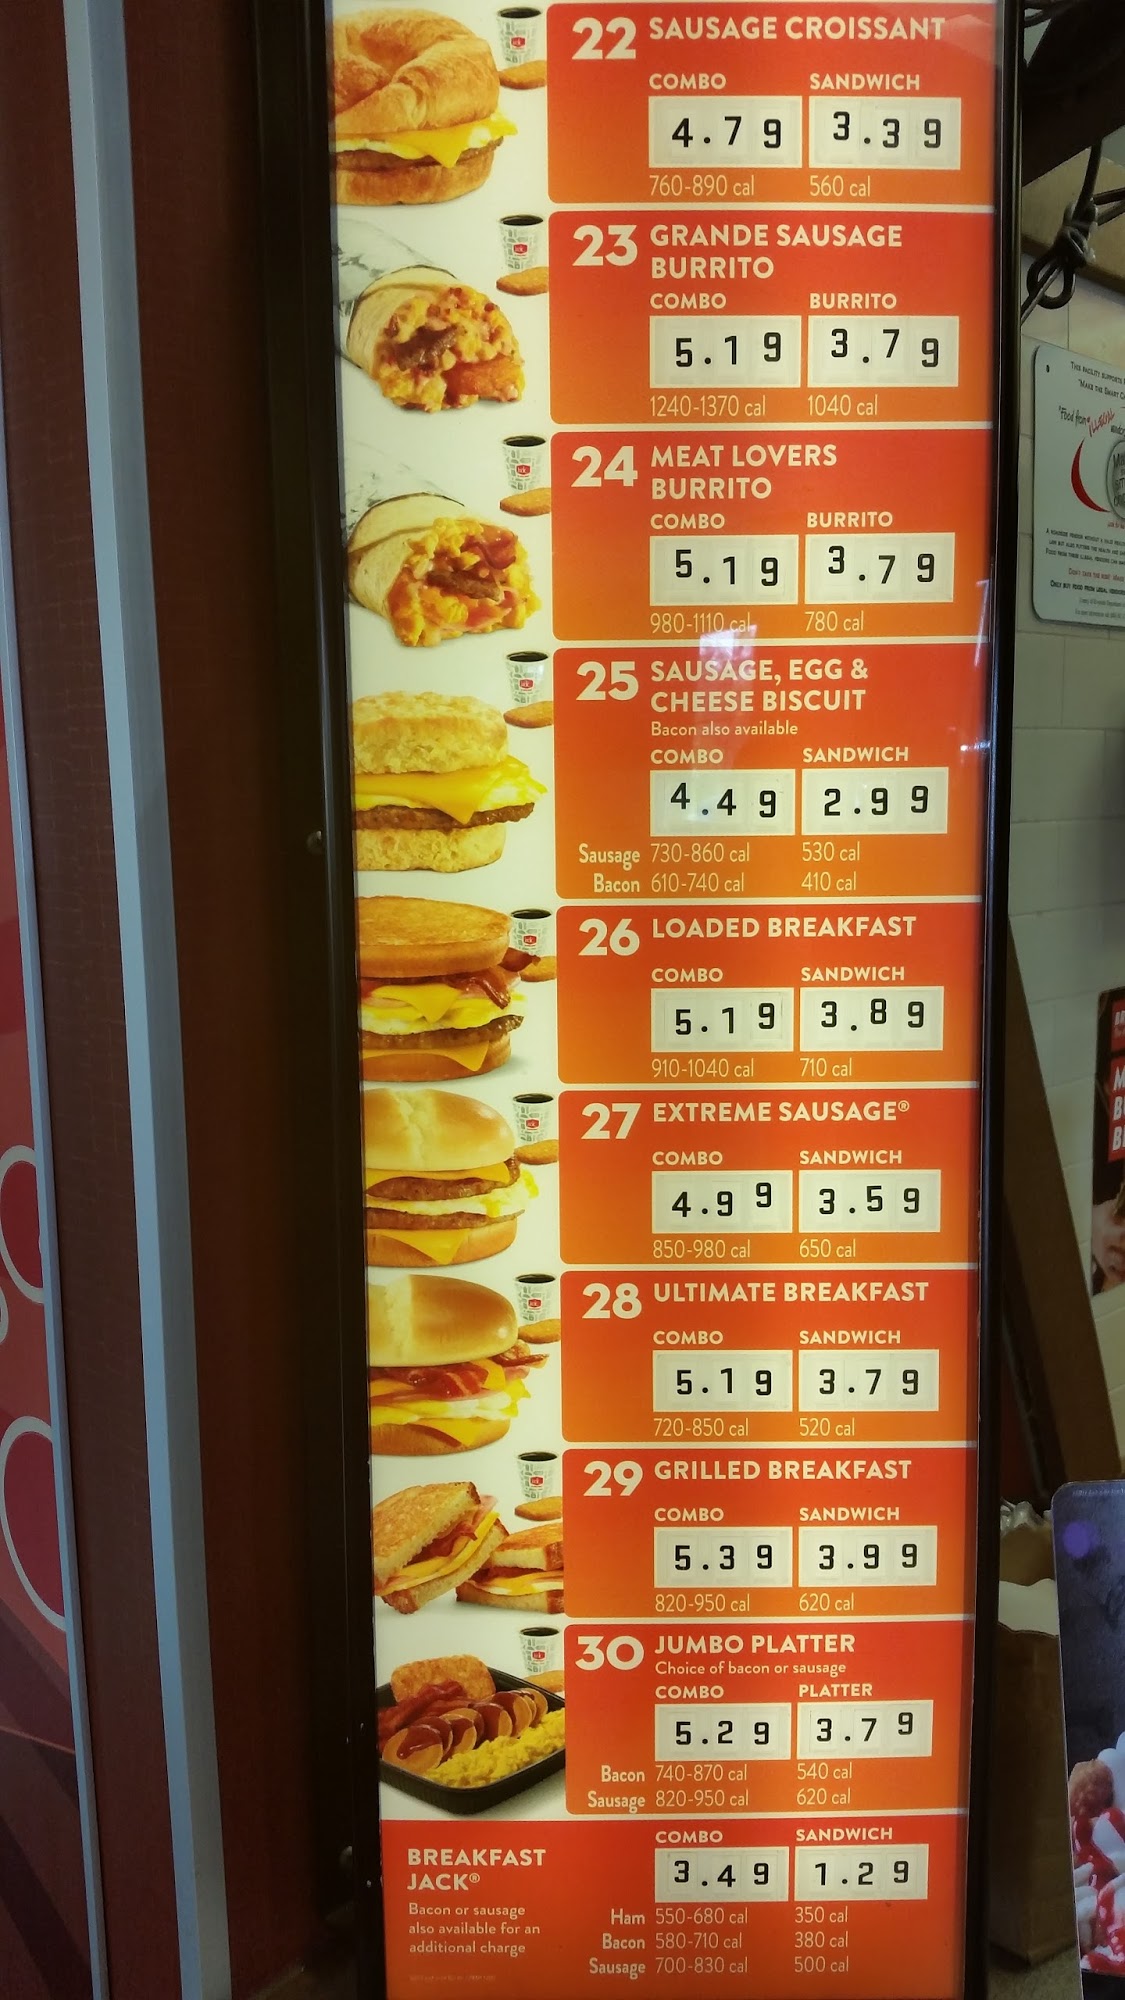 22 SAUSAGE CROISSANT
COMBO SANDWICH
4.79 3.39
760-890 cal 560 cal
23 GRANDE SAUSAGE
BURRITO
COMBO BURRITO
5.19 3.79
1240-1370 cal 1040 cal
24 MEAT LOVERS
BURRITO
COMBO BURRITO
5.19 3.79
980-1110 cal 780 cal
25 SAUSAGE, EGG &
CHEESE BISCUIT
Bacon also available
COMBO SANDWICH
4.49 2.99
Sausage 730-860 cal 530 cal
Bacon 610-740 cal 410 cal
26 LOADED BREAKFAST
COMBO SANDWICH
5.19 3.89
910-1040 cal 710 cal
27 EXTREME SAUSAGE®
COMBO SANDWICH
4.99 3.59
850-980 cal 650 cal
28 ULTIMATE BREAKFAST
COMBO SANDWICH
5.19 3.79
720-850 cal 520 cal
29 GRILLED BREAKFAST
COMBO SANDWICH
5.39 3.99
820-950 cal 620 cal
30 JUMBO PLATTER
Choice of bacon or sausage
COMBO PLATTER
5.29 3.79
Bacon 740-870 cal 540 cal
Sausage 820-950 cal 620 cal
BREAKFAST
JACK®
Bacon or sausage
also available for an
additional charge
COMBO SANDWICH
3.49 1.29
Ham 550-680 cal 350 cal
Bacon 580-710 cal 380 cal
Sausage 700-830 cal 500 cal
THIS FACILITY SUPPORTS
"MAKE THE SMART
"Food from ILLEGAL